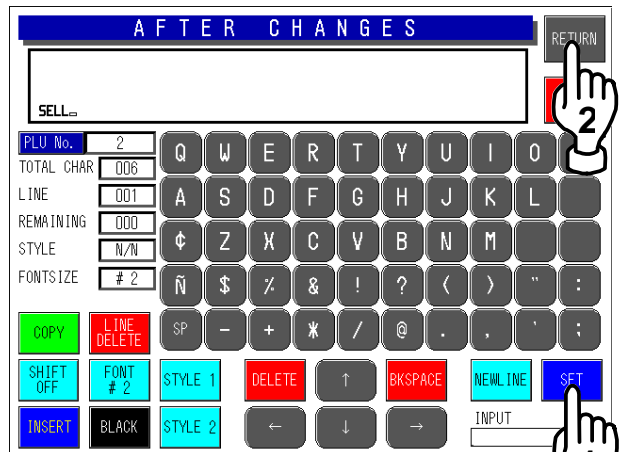 AFTER CHANGES
RETURN
SELL
2
PLU No. 2
TOTAL CHAR 006
LINE 001
REMAINING 000
STYLE N/N
FONTSIZE # 2
Q W E R T Y U I O
A S D F G H J K L
¢ Z X C V B N M
Ñ $ % & ! ? ( ) " :
SP - + * / @ . , ' ;
COPY LINE DELETE
SHIFT OFF FONT # 2 STYLE 1 DELETE ↑ BKSPACE NEWLINE SET
INSERT BLACK STYLE 2 ← ↓ → INPUT